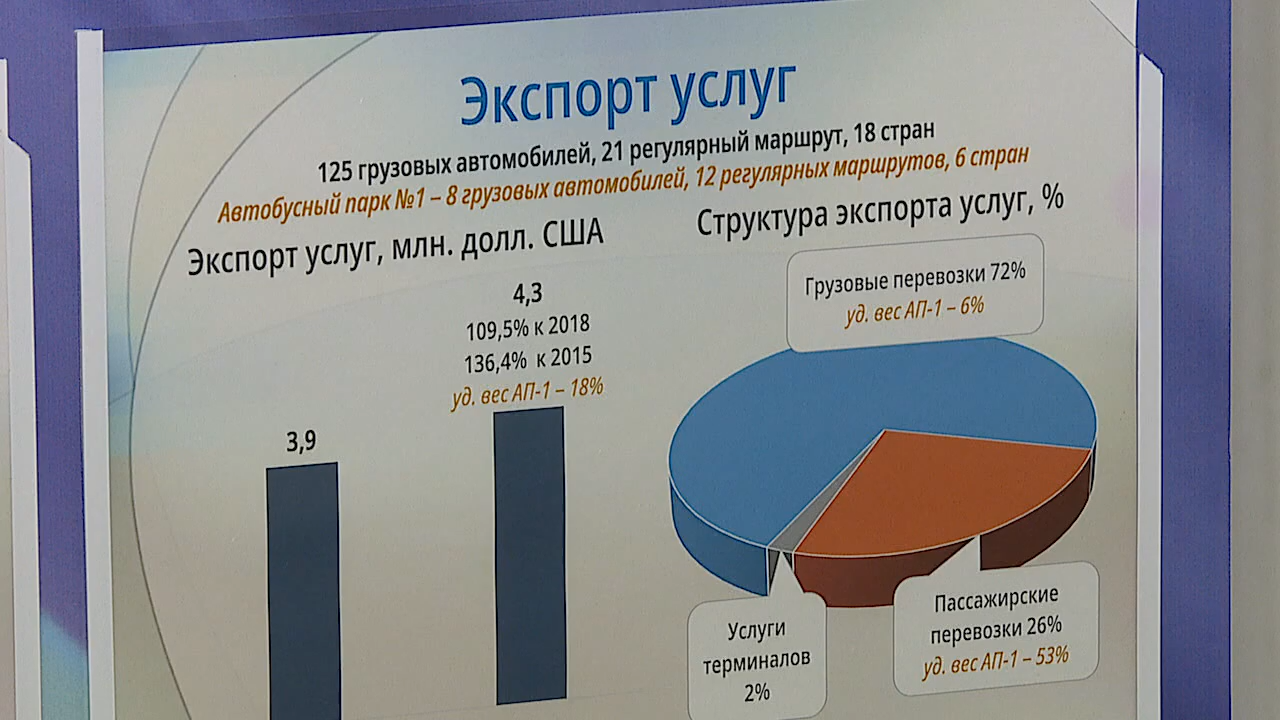 Экспорт услуг
125 грузовых автомобилей, 21 регулярный маршрут, 18 стран
Автобусный парк №1 – 8 грузовых автомобилей, 12 регулярных маршрутов, 6 стран
Экспорт услуг, млн. долл. США
4,3
109,5% к 2018
136,4% к 2015
уд. вес АП-1 – 18%
3,9
Структура экспорта услуг, %
Грузовые перевозки 72%
уд. вес АП-1 – 6%
Услуги
терминалов
2%
Пассажирские
перевозки 26%
уд. вес АП-1 – 53%